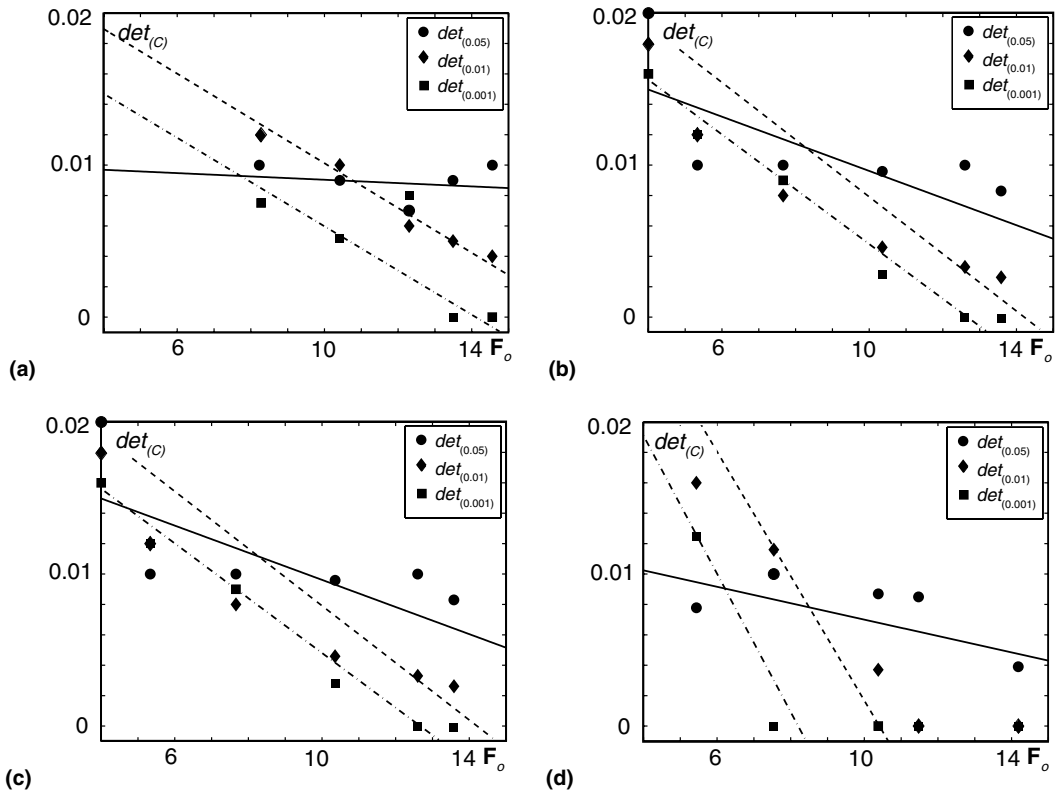 0.02
det(C)
det(0.05)
det(0.01)
det(0.001)
0.01
0
6 10 14 Fo
(a)
0.02
det(C)
det(0.05)
det(0.01)
det(0.001)
0.01
0
6 10 14 Fo
(b)
0.02
det(C)
det(0.05)
det(0.01)
det(0.001)
0.01
0
6 10 14 Fo
(c)
0.02
det(C)
det(0.05)
det(0.01)
det(0.001)
0.01
0
6 10 14 Fo
(d)